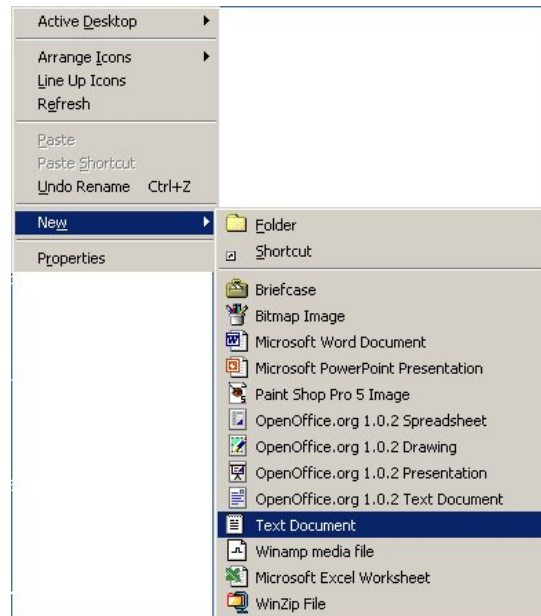 Active Desktop
Arrange Icons
Line Up Icons
Refresh
Paste
Paste Shortcut
Undo Rename Ctrl+Z
New
Properties
Folder
Shortcut
Briefcase
Bitmap Image
Microsoft Word Document
Microsoft PowerPoint Presentation
Paint Shop Pro 5 Image
OpenOffice.org 1.0.2 Spreadsheet
OpenOffice.org 1.0.2 Drawing
OpenOffice.org 1.0.2 Presentation
OpenOffice.org 1.0.2 Text Document
Text Document
Winamp media file
Microsoft Excel Worksheet
WinZip File